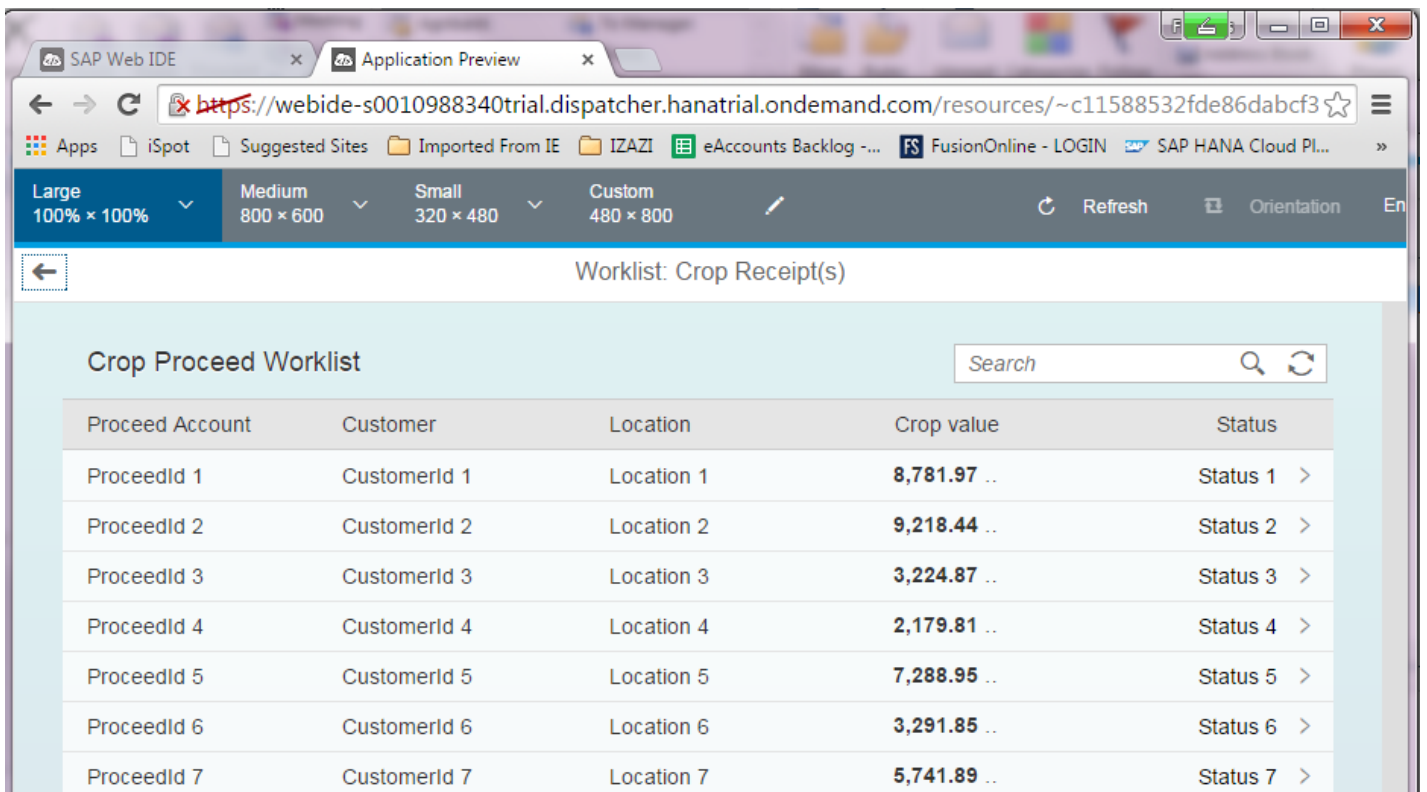 SAP Web IDE
Application Preview
https://webide-s0010988340trial.dispatcher.hanatrial.ondemand.com/resources/~c11588532fde86dabcf3
Apps iSpot Suggested Sites Imported From IE IZAZI eAccounts Backlog -... FS FusionOnline - LOGIN SAP HANA Cloud Pl... »
Large Medium Small Custom
100% × 100% 800 × 600 320 × 480 480 × 800 Refresh Orientation En
Worklist: Crop Receipt(s)
Crop Proceed Worklist Search
Proceed Account Customer Location Crop value Status
ProceedId 1 CustomerId 1 Location 1 8,781.97 .. Status 1
ProceedId 2 CustomerId 2 Location 2 9,218.44 .. Status 2
ProceedId 3 CustomerId 3 Location 3 3,224.87 .. Status 3
ProceedId 4 CustomerId 4 Location 4 2,179.81 .. Status 4
ProceedId 5 CustomerId 5 Location 5 7,288.95 .. Status 5
ProceedId 6 CustomerId 6 Location 6 3,291.85 .. Status 6
ProceedId 7 CustomerId 7 Location 7 5,741.89 .. Status 7